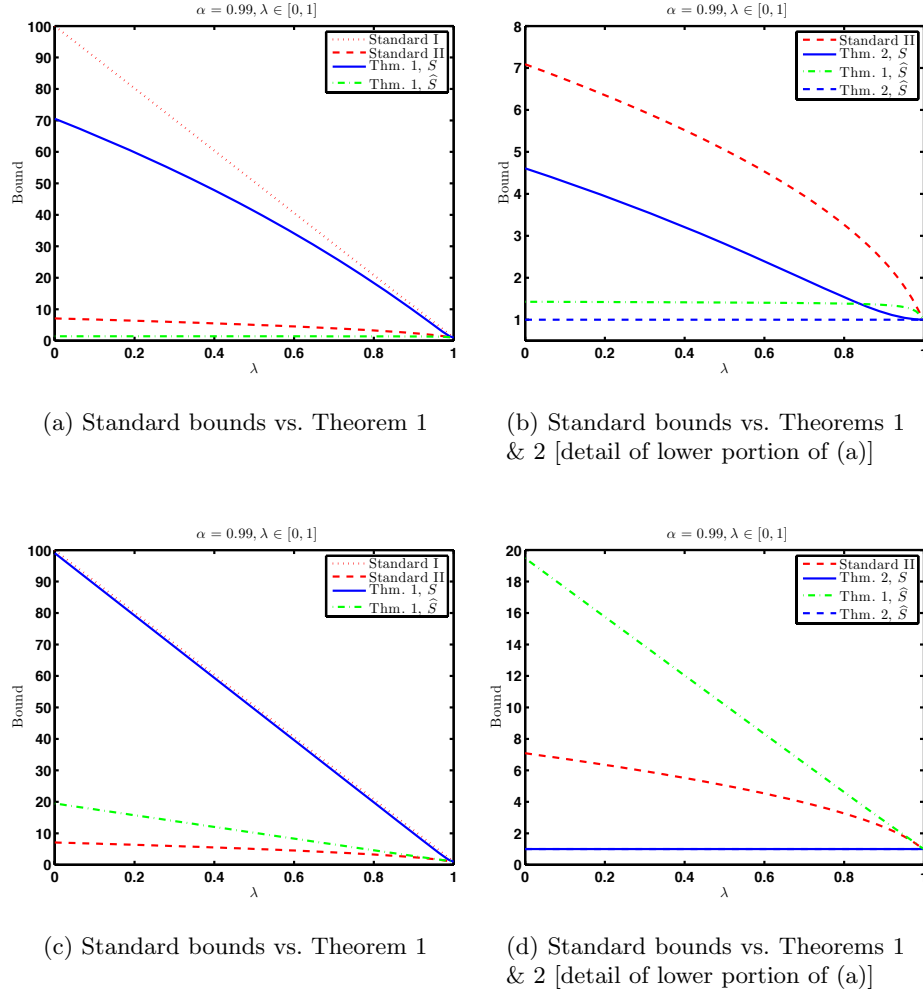 α = 0.99, λ ∈ [0, 1]
100
90
80
70
60
50
40
30
20
10
0
Bound
Standard I
Standard II
Thm. 1, S
Thm. 1, Ŝ
0 0.2 0.4 0.6 0.8 1
λ
(a) Standard bounds vs. Theorem 1
α = 0.99, λ ∈ [0, 1]
8
7
6
5
4
3
2
1
Bound
Standard II
Thm. 2, S
Thm. 1, Ŝ
Thm. 2, Ŝ
0 0.2 0.4 0.6 0.8 1
λ
(b) Standard bounds vs. Theorems 1
& 2 [detail of lower portion of (a)]
α = 0.99, λ ∈ [0, 1]
100
90
80
70
60
50
40
30
20
10
0
Bound
Standard I
Standard II
Thm. 1, S
Thm. 1, Ŝ
0 0.2 0.4 0.6 0.8 1
λ
(c) Standard bounds vs. Theorem 1
α = 0.99, λ ∈ [0, 1]
20
18
16
14
12
10
8
6
4
2
0
Bound
Standard II
Thm. 2, S
Thm. 1, Ŝ
Thm. 2, Ŝ
0 0.2 0.4 0.6 0.8 1
λ
(d) Standard bounds vs. Theorems 1
& 2 [detail of lower portion of (a)]